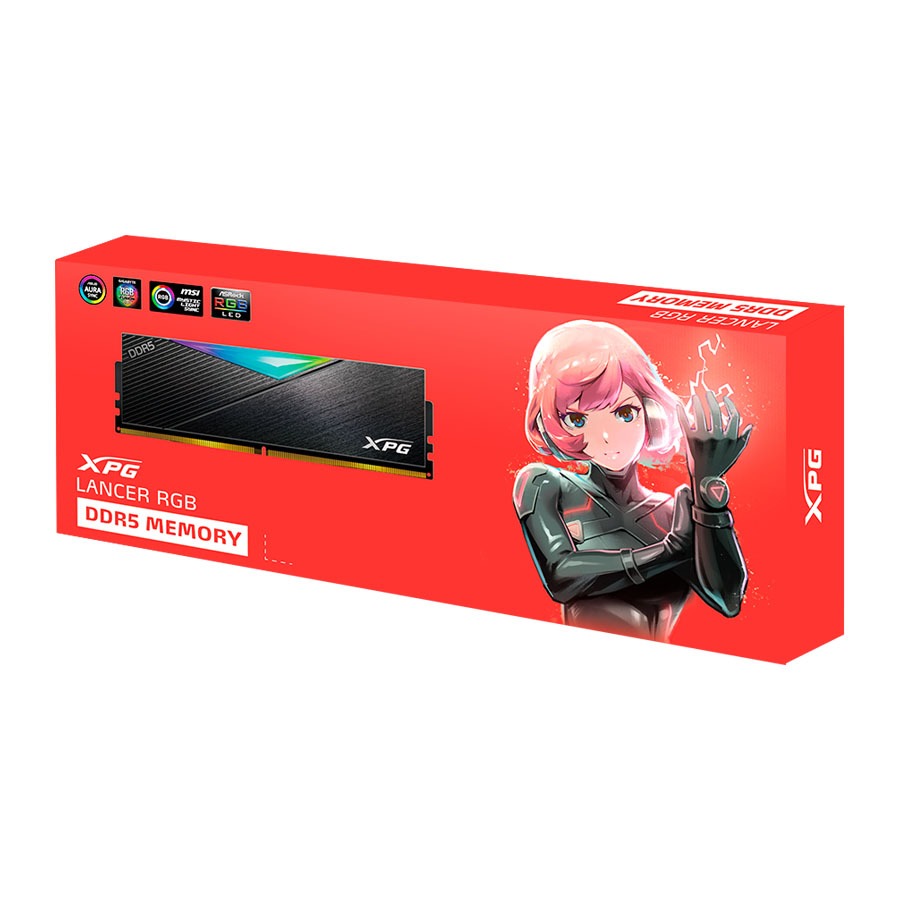 ASUS
AURA
SYNC
GIGABYTE
RGB
FUSION
RGB
msi
MYSTIC
LIGHT
SYNC
ASRock
RGB
LED
DDR5
XPG
XPG
LANCER RGB
DDR5 MEMORY
LANCER RGB
DDR5 MEMORY
XPG